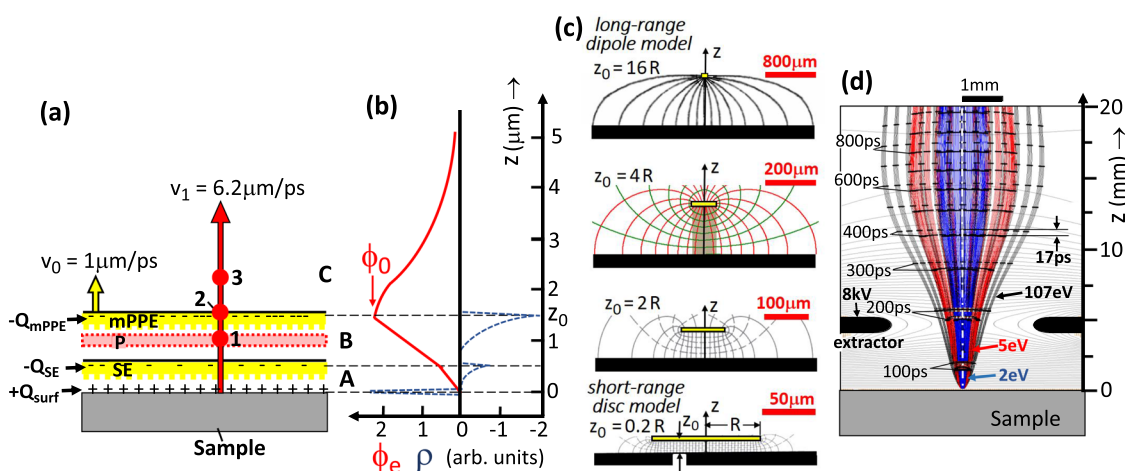 (a)
v₁ = 6.2μm/ps
v₀ = 1μm/ps
3
C
2
-QmPPE
mPPE
P
1
B
-QSE
SE
A
+Qsurf
+ + + + + + + + + + + + +
Sample
(b)
z (μm) →
5
4
3
2
z₀
1
0
ϕ₀
2 1 0 -1 -2
ϕe ρ (arb. units)
(c)
long-range
dipole model
z
800μm
z₀ = 16 R
z
200μm
z₀ = 4 R
z
100μm
z₀ = 2 R
short-range
disc model
50μm
z₀ = 0.2 R
z₀
z
R
(d)
1mm
20
z (mm) →
10
0
800ps
600ps
400ps
17ps
300ps
8kV
200ps
107eV
extractor
5eV
100ps
2eV
Sample